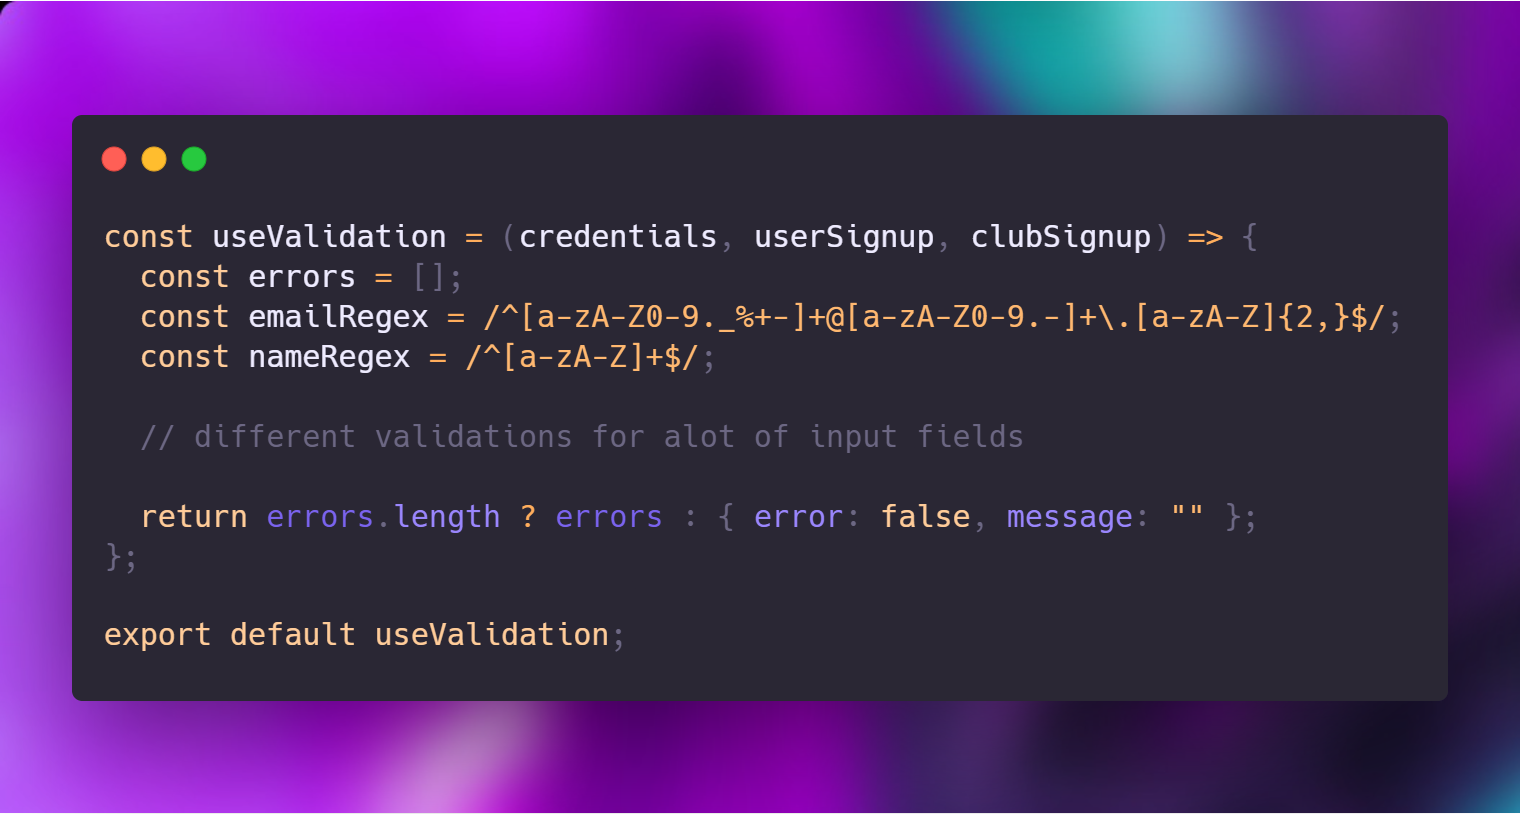 const useValidation = (credentials, userSignup, clubSignup) => {
  const errors = [];
  const emailRegex = /^[a-zA-Z0-9._%+-]+@[a-zA-Z0-9.-]+\.[a-zA-Z]{2,}$/;
  const nameRegex = /^[a-zA-Z]+$/;

  // different validations for alot of input fields

  return errors.length ? errors : { error: false, message: "" };
};

export default useValidation;